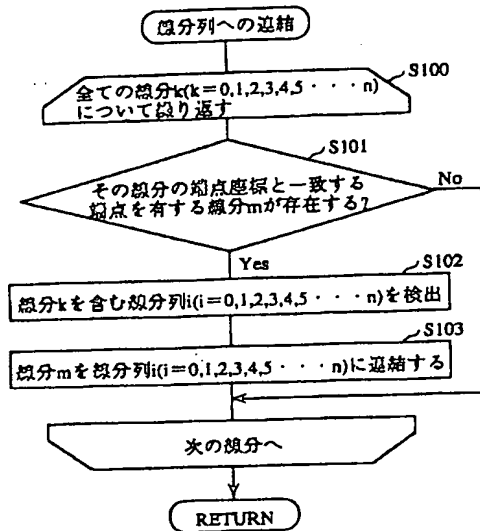 線分列への連結
S100
全ての線分k(k=0,1,2,3,4,5・・・n)
について繰り返す
S101
その線分の端点座標と一致する
端点を有する線分mが存在する?
No
Yes
S102
線分kを含む線分列i(i=0,1,2,3,4,5・・・n)を検出
S103
線分mを線分列i(i=0,1,2,3,4,5・・・n)に連結する
次の線分へ
RETURN